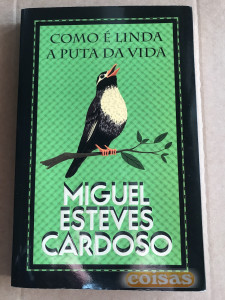 COMO É LINDA
A PUTA DA VIDA
MIGUEL
ESTEVES
CARDOSO
coisas